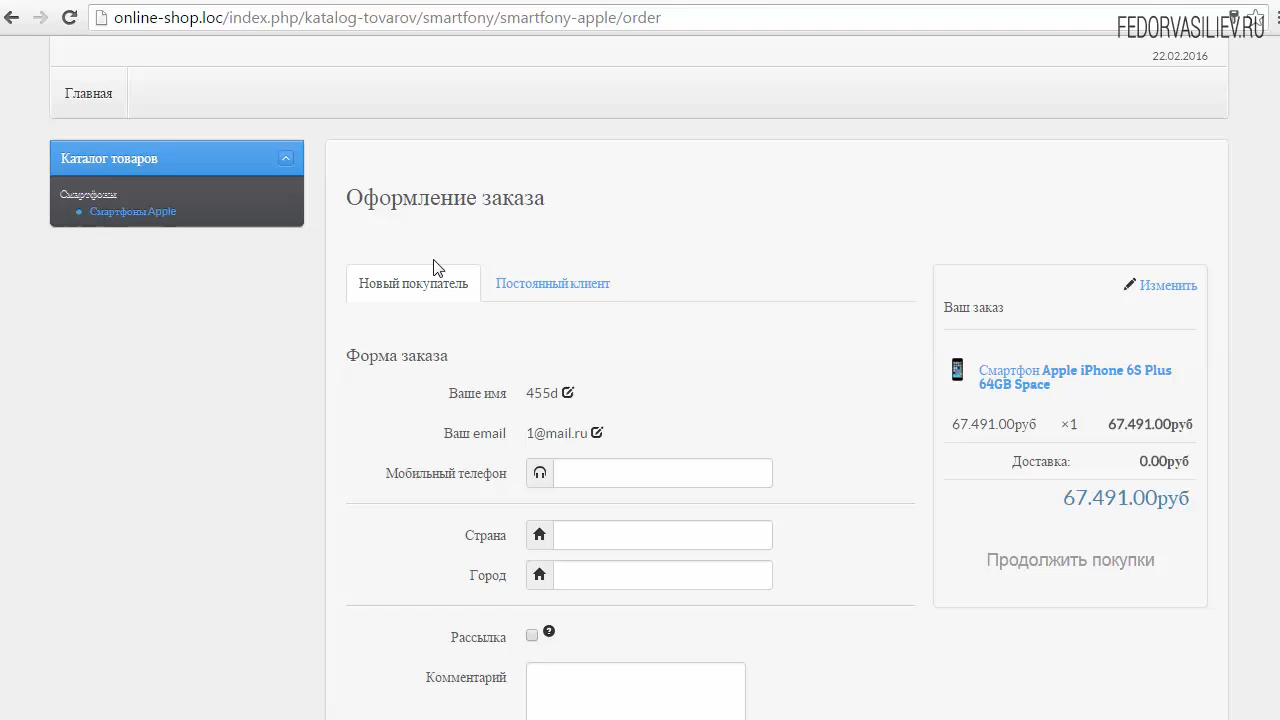 online-shop.loc/index.php/katalog-tovarov/smartfony/smartfony-apple/order
FEDORVASILIEV.RU
22.02.2016
Главная
Каталог товаров
Смартфоны
Смартфоны Apple
Оформление заказа
Новый покупатель
Постоянный клиент
Форма заказа
Ваше имя 455d
Ваш email 1@mail.ru
Мобильный телефон
Страна
Город
Рассылка
Комментарий
Изменить
Ваш заказ
Смартфон Apple iPhone 6S Plus
64GB Space
67.491.00руб ×1 67.491.00руб
Доставка: 0.00руб
67.491.00руб
Продолжить покупки